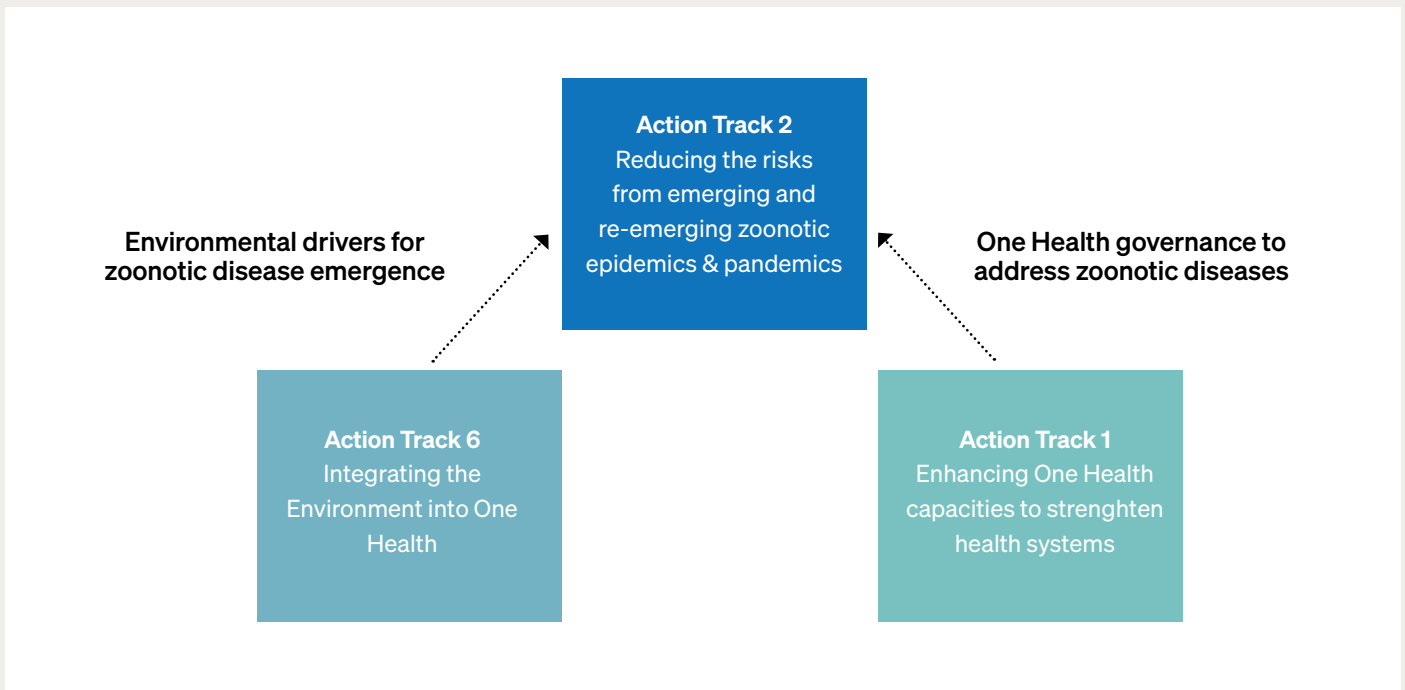 Action Track 2
Reducing the risks
from emerging and
re-emerging zoonotic
epidemics & pandemics
Environmental drivers for
zoonotic disease emergence
One Health governance to
address zoonotic diseases
Action Track 6
Integrating the
Environment into One
Health
Action Track 1
Enhancing One Health
capacities to strenghten
health systems